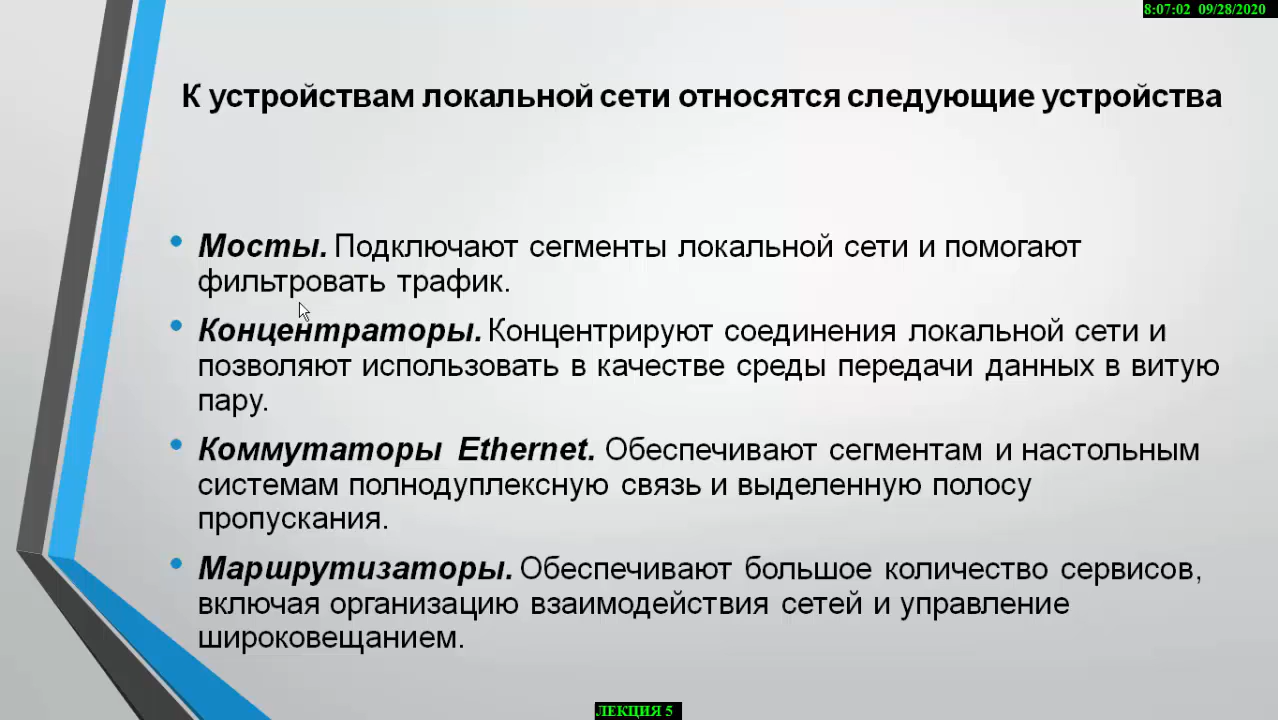 8:07:02 09/28/2020
К устройствам локальной сети относятся следующие устройства
• Мосты. Подключают сегменты локальной сети и помогают
фильтровать трафик.
• Концентраторы. Концентрируют соединения локальной сети и
позволяют использовать в качестве среды передачи данных в витую
пару.
• Коммутаторы Ethernet. Обеспечивают сегментам и настольным
системам полнодуплексную связь и выделенную полосу
пропускания.
• Маршрутизаторы. Обеспечивают большое количество сервисов,
включая организацию взаимодействия сетей и управление
широковещанием.
ЛЕКЦИЯ 5